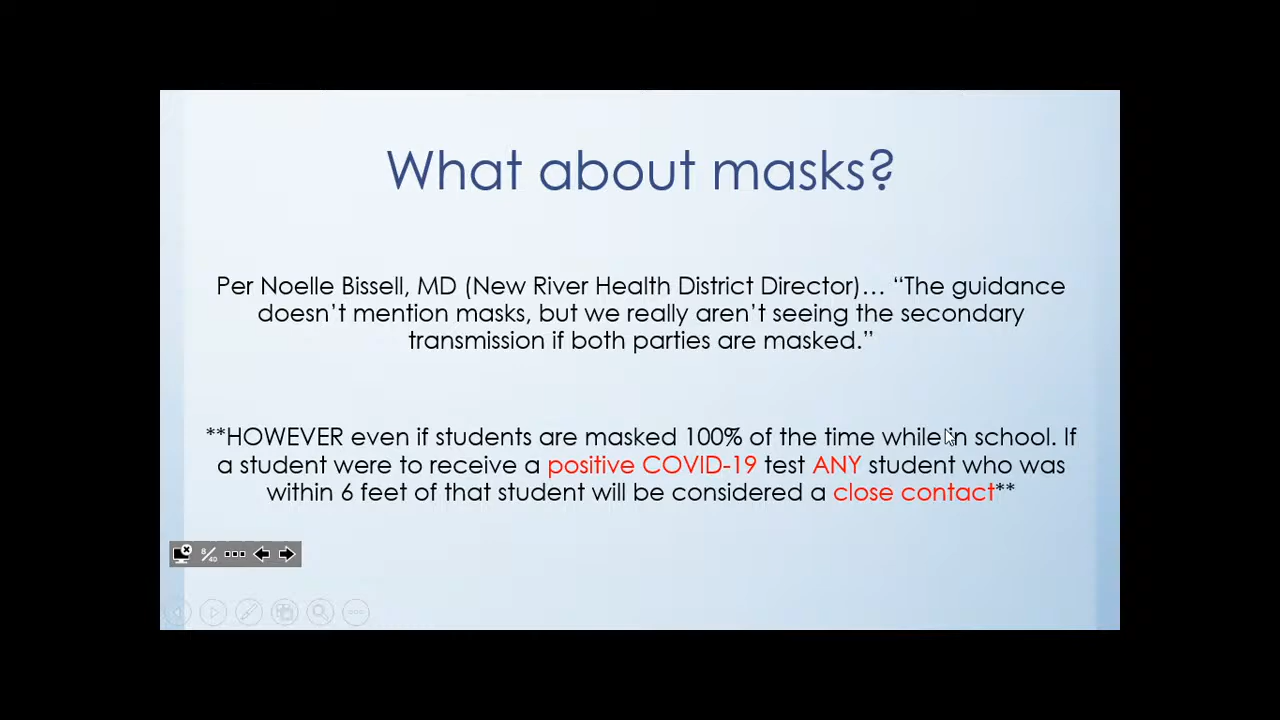 What about masks?
Per Noelle Bissell, MD (New River Health District Director)… “The guidance
doesn’t mention masks, but we really aren’t seeing the secondary
transmission if both parties are masked.”
**HOWEVER even if students are masked 100% of the time while in school. If
a student were to receive a positive COVID-19 test ANY student who was
within 6 feet of that student will be considered a close contact**
8/40